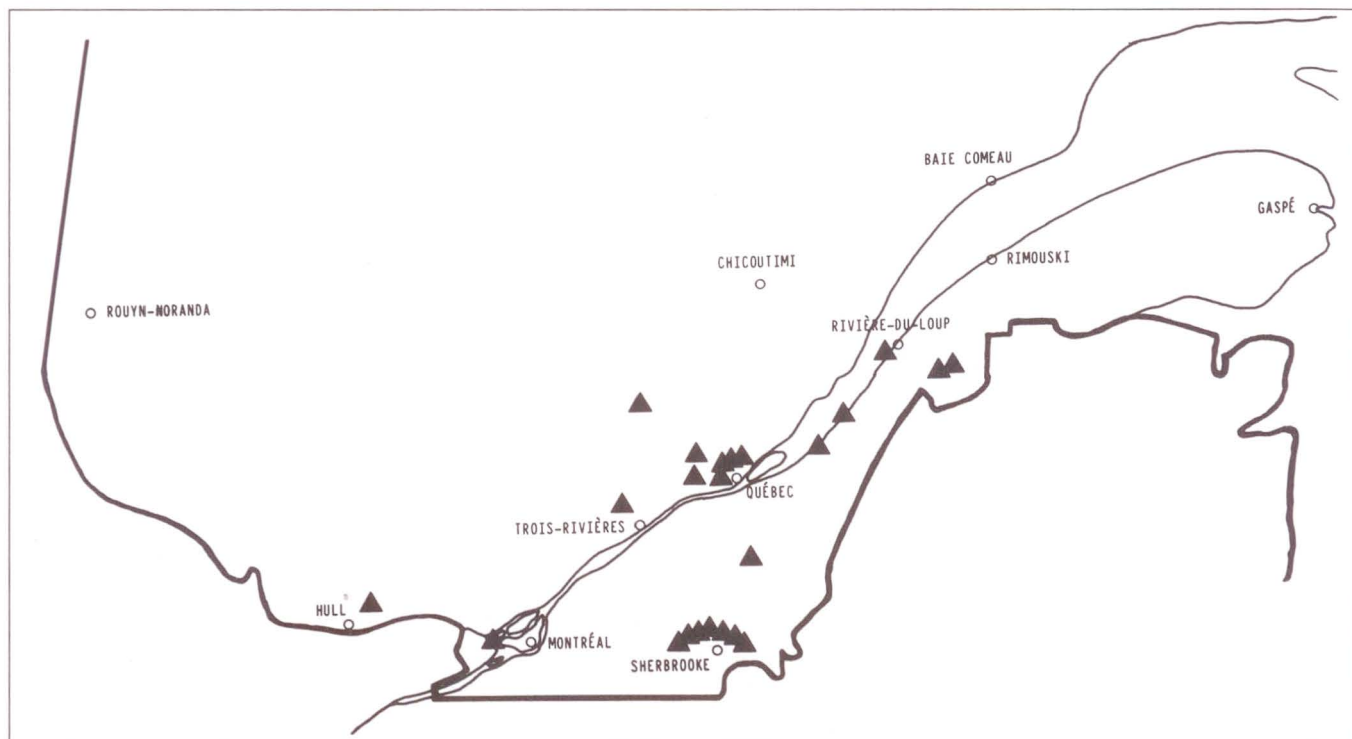 BAIE COMEAU
GASPÉ
CHICOUTIMI
RIMOUSKI
ROUYN-NORANDA
RIVIÈRE-DU-LOUP
QUÉBEC
TROIS-RIVIÈRES
HULL
MONTRÉAL
SHERBROOKE